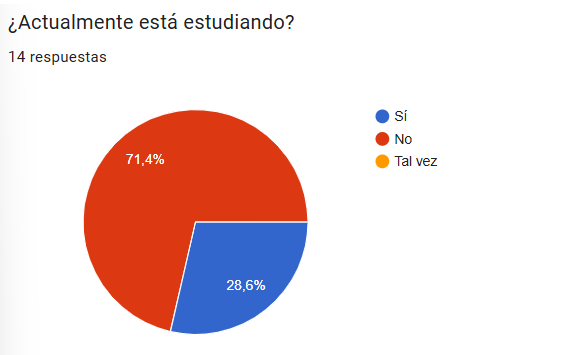 ¿Actualmente está estudiando?
14 respuestas
Sí
No
Tal vez
71,4%
28,6%